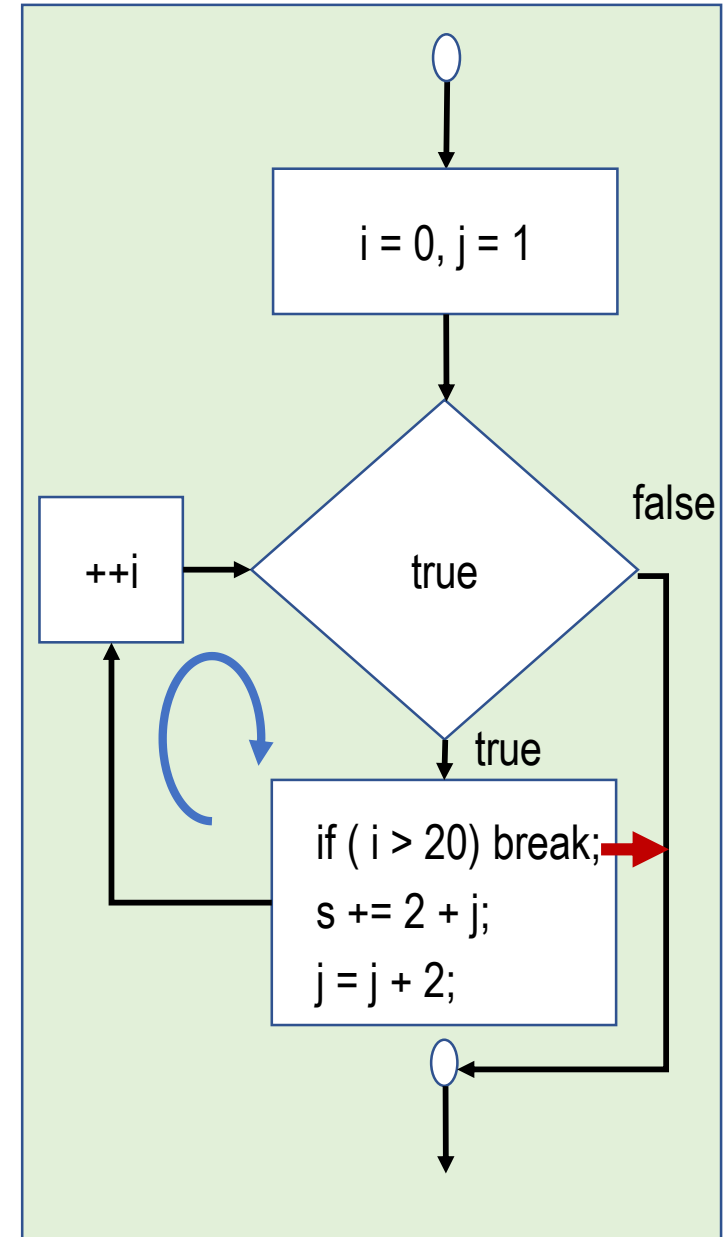 i = 0, j = 1
false
++i
true
true
if ( i > 20) break;
s += 2 + j;
j = j + 2;